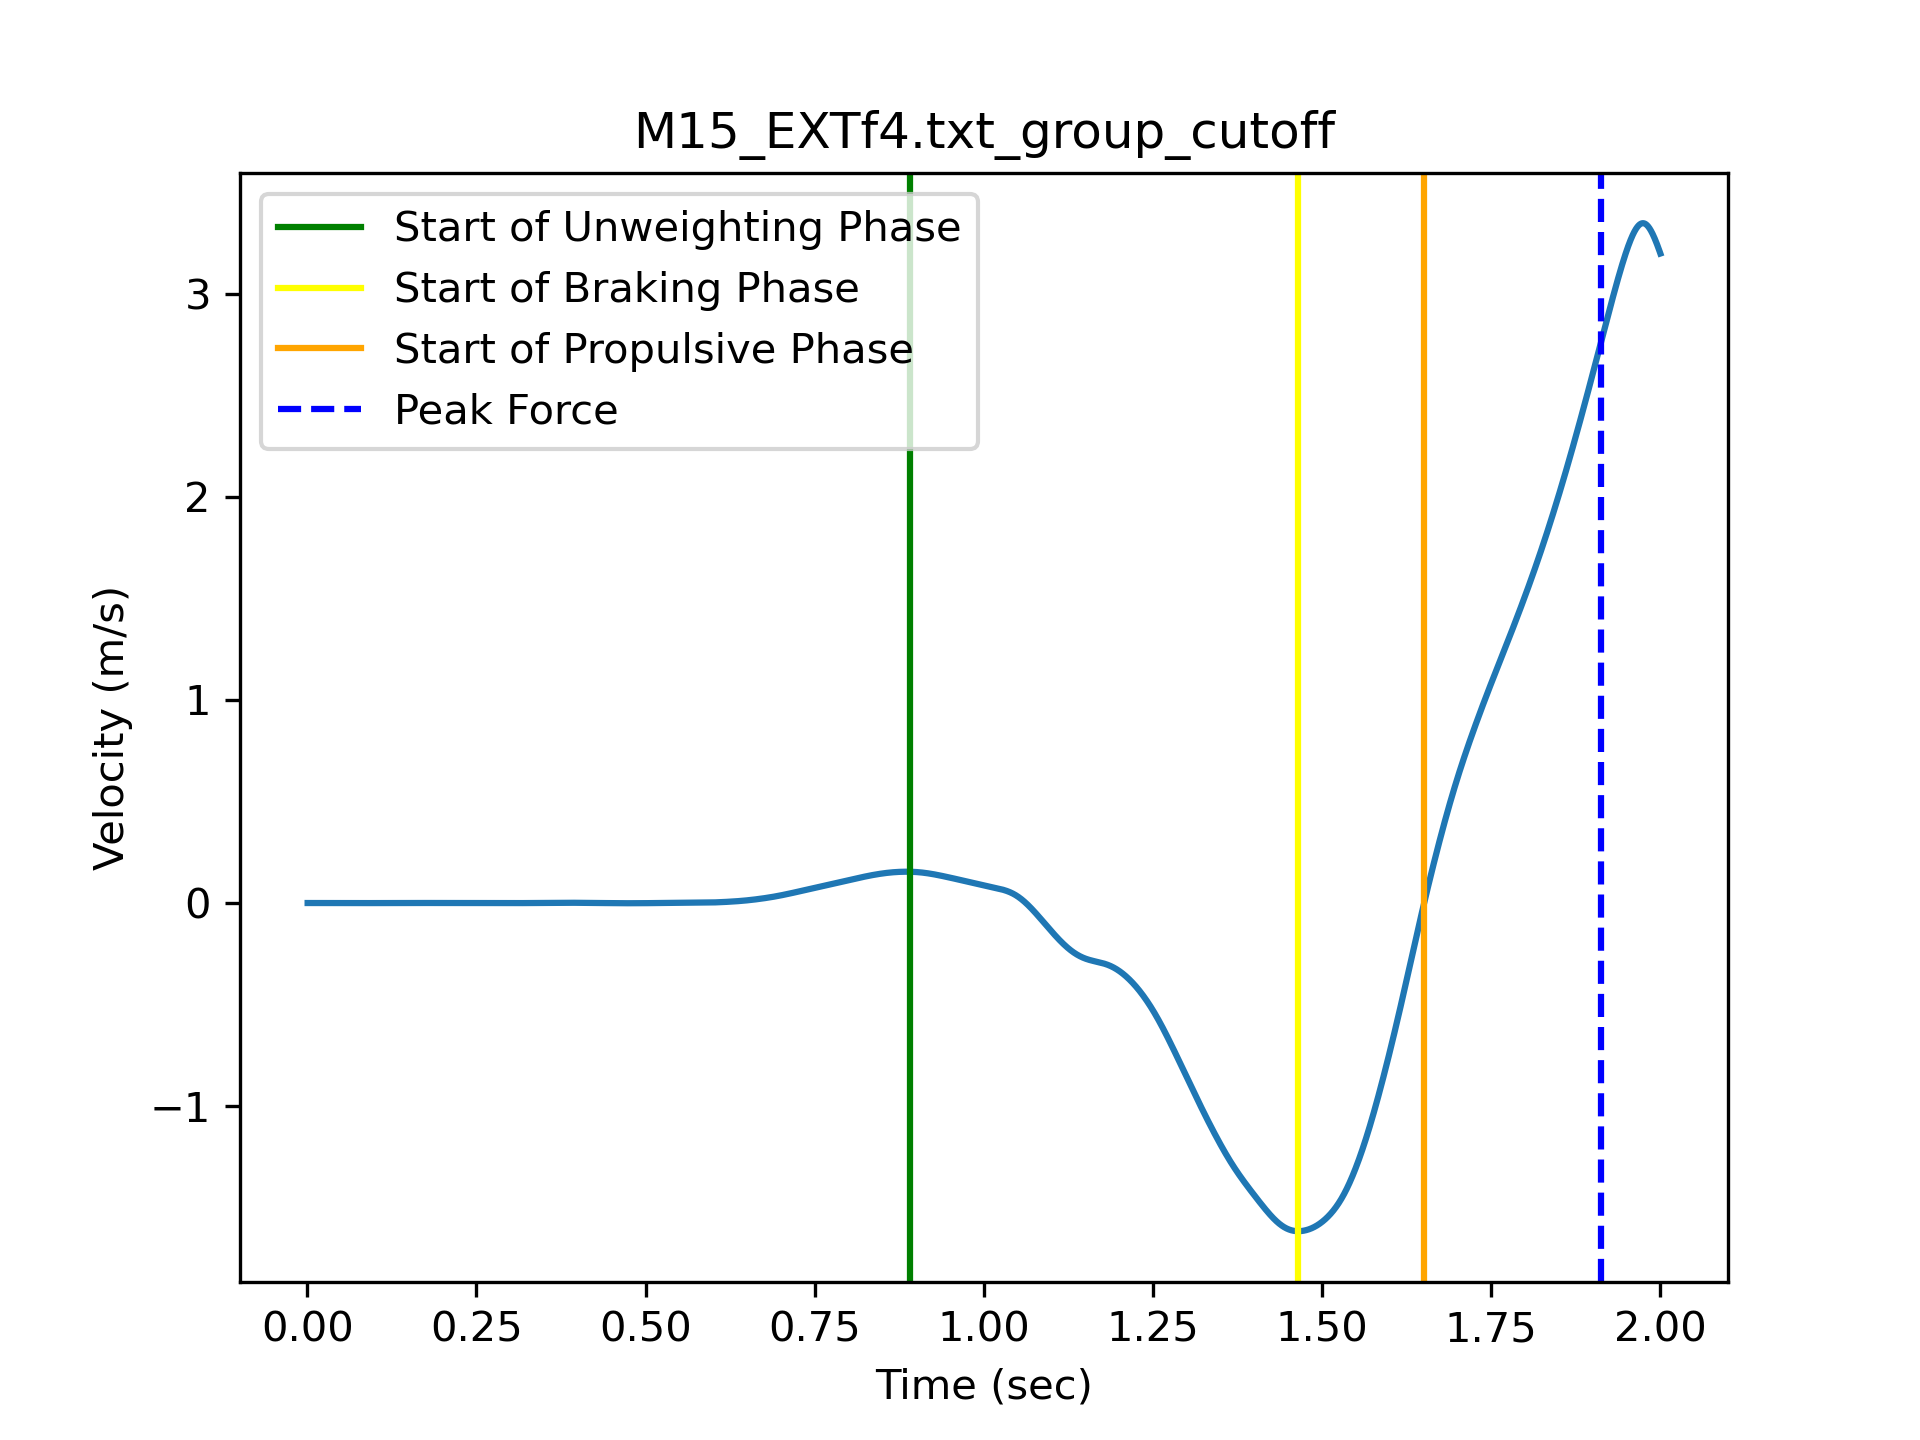 M15_EXTf4.txt_group_cutoff
Start of Unweighting Phase
Start of Braking Phase
Start of Propulsive Phase
Peak Force
Velocity (m/s)
3
2
1
0
−1
0.00 0.25 0.50 0.75 1.00 1.25 1.50 1.75 2.00
Time (sec)